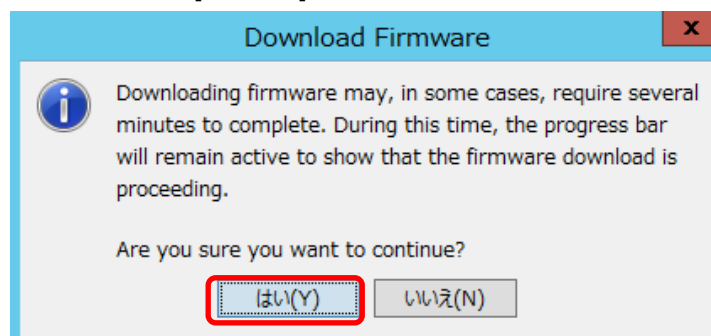 Download Firmware
x
Downloading firmware may, in some cases, require several
minutes to complete. During this time, the progress bar
will remain active to show that the firmware download is
proceeding.
Are you sure you want to continue?
はい(Y) いいえ(N)